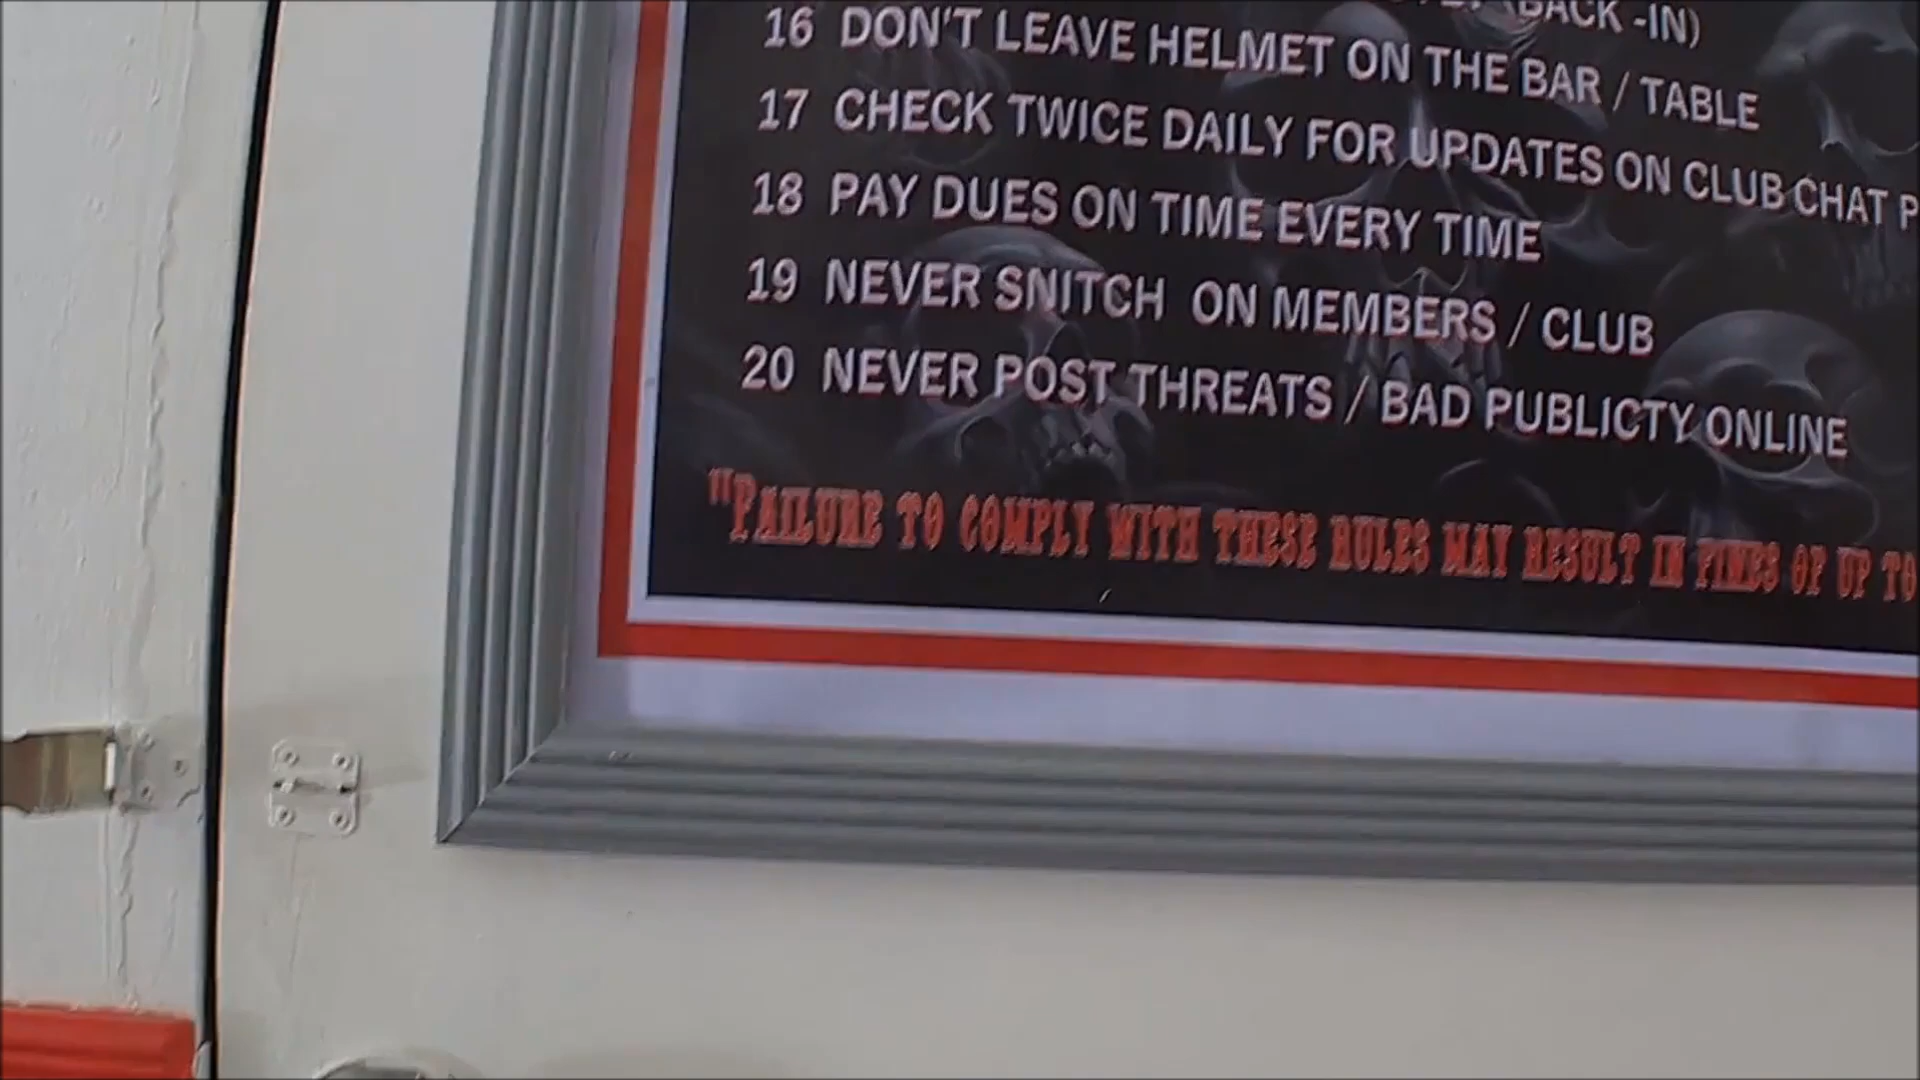 BACK -IN)
16 DON'T LEAVE HELMET ON THE BAR / TABLE
17 CHECK TWICE DAILY FOR UPDATES ON CLUB CHAT P
18 PAY DUES ON TIME EVERY TIME
19 NEVER SNITCH ON MEMBERS / CLUB
20 NEVER POST THREATS / BAD PUBLICTY ONLINE
"FAILURE TO COMPLY WITH THESE RULES MAY RESULT IN FINES OF UP TO